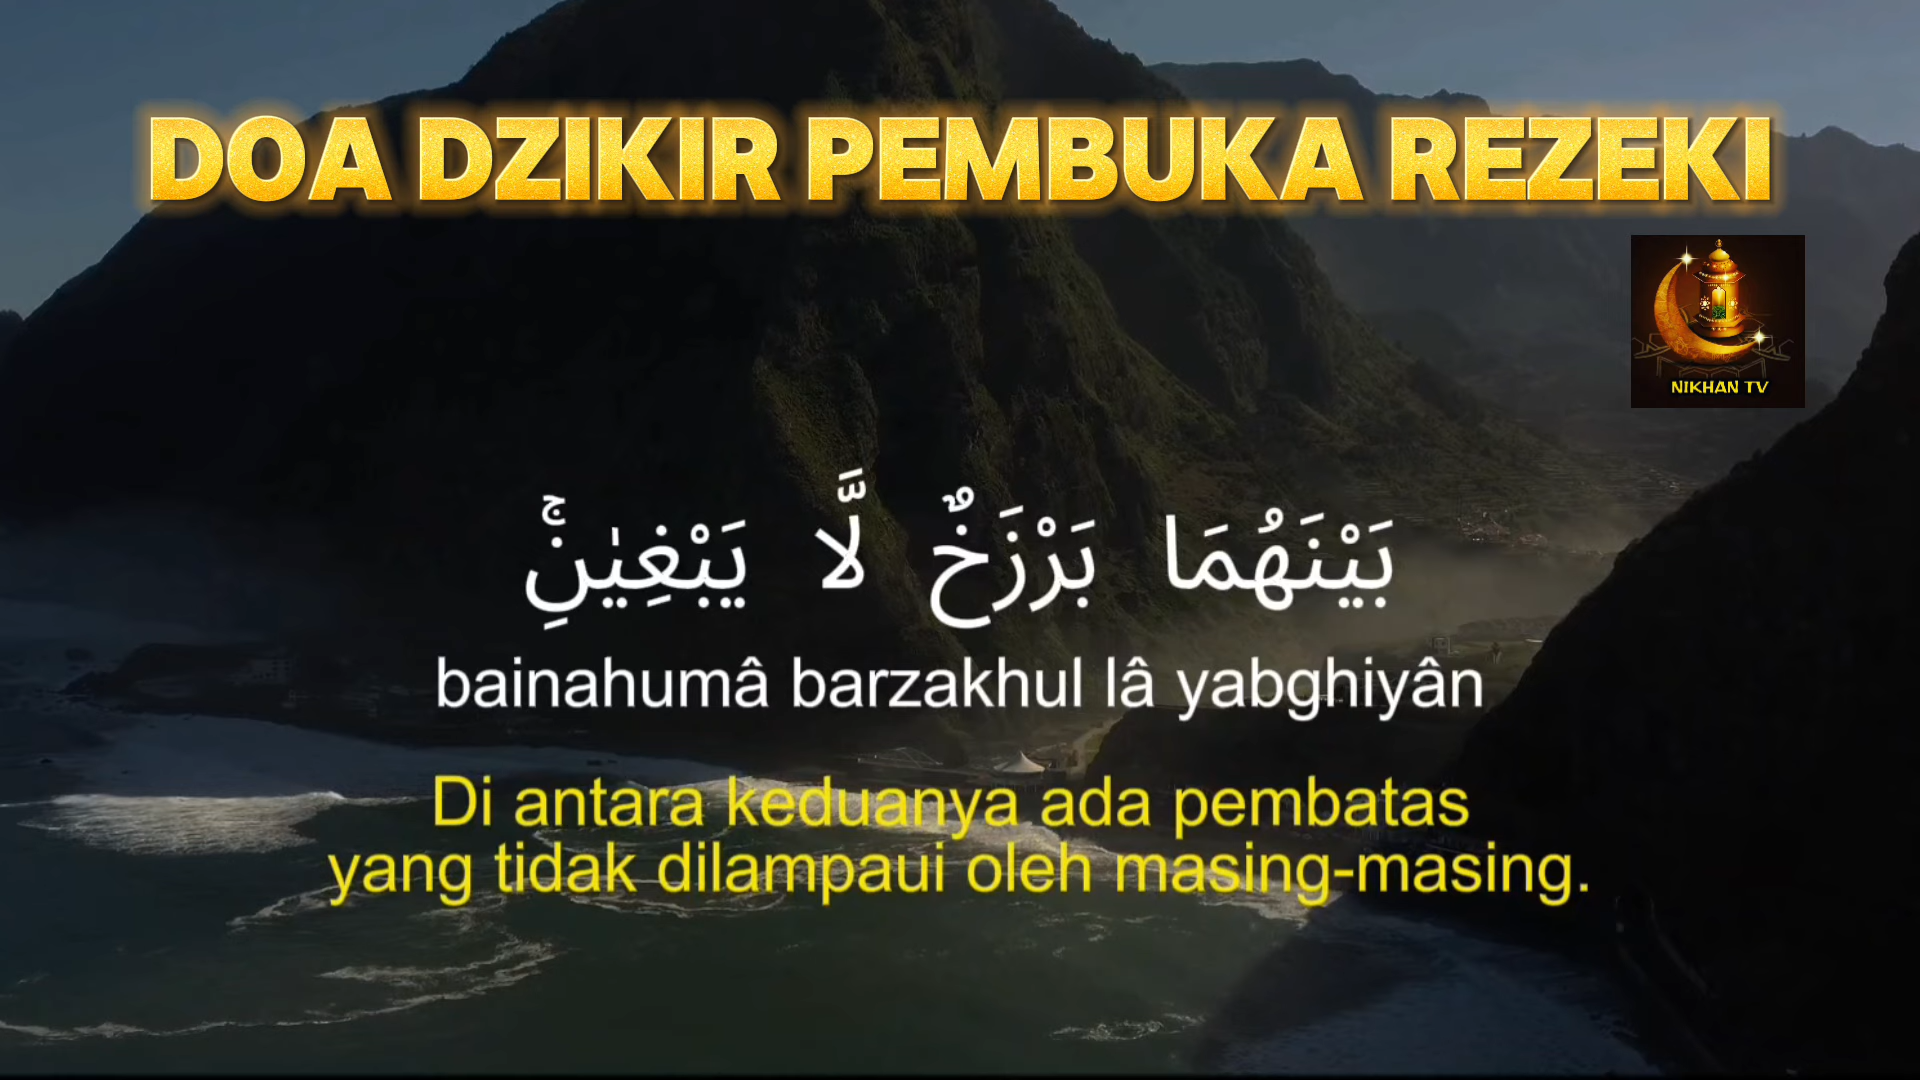 DOA DZIKIR PEMBUKA REZEKI
NIKHAN TV
بَيْنَهُمَا بَرْزَخٌ لَّا يَبْغِيٰنِۚ
bainahumâ barzakhul lâ yabghiyân
Di antara keduanya ada pembatas
yang tidak dilampaui oleh masing-masing.